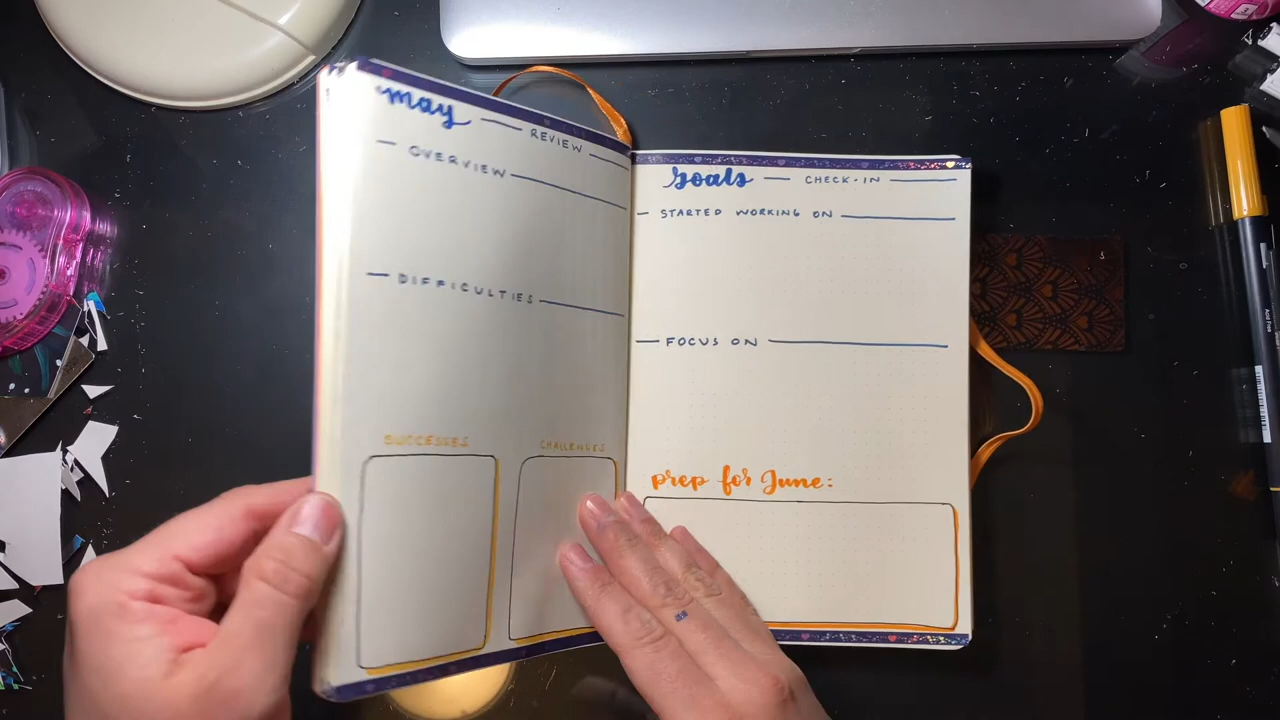 may REVIEW
OVERVIEW
DIFFICULTIES
SUCCESSES CHALLENGES
goals CHECK-IN
STARTED WORKING ON
FOCUS ON
prep for June: